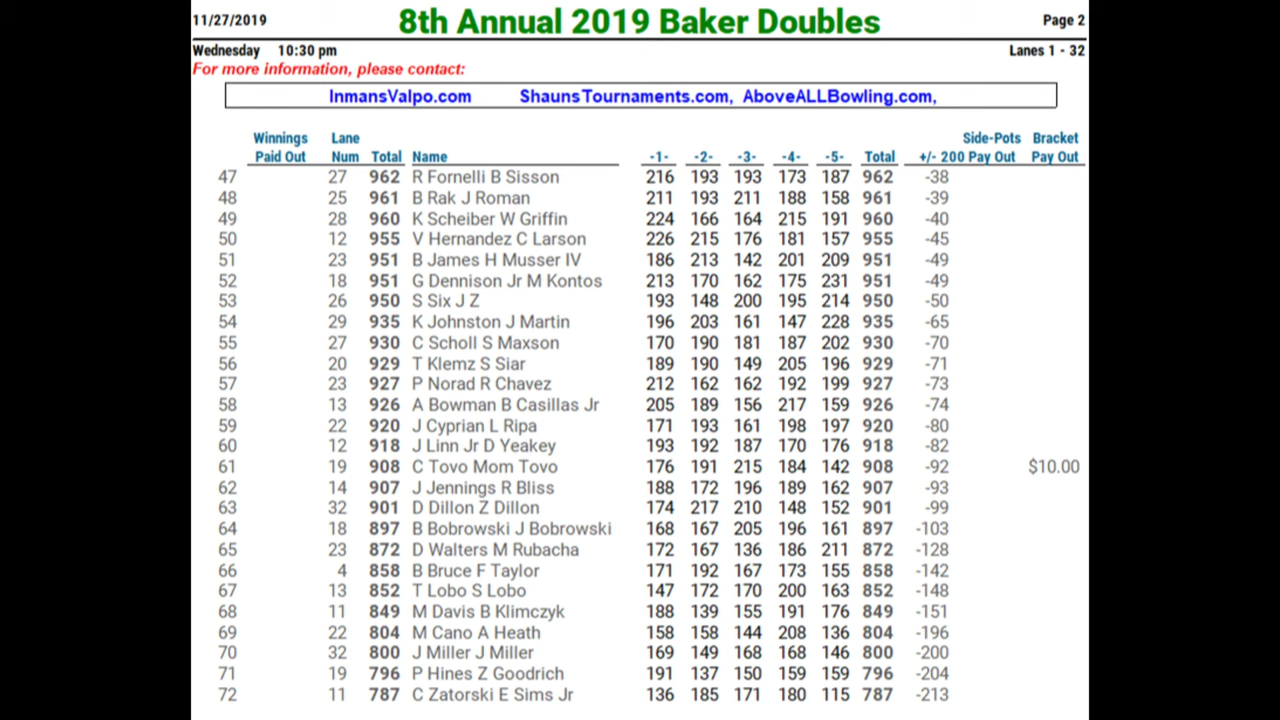 11/27/2019 8th Annual 2019 Baker Doubles Page 2
Wednesday 10:30 pm Lanes 1 - 32
For more information, please contact:
InmansValpo.com ShaunsTournaments.com, AboveALLBowling.com,
Winnings Lane Side-Pots Bracket
Paid Out Num Total Name -1- -2- -3- -4- -5- Total +/- 200 Pay Out Pay Out
47 27 962 R Fornelli B Sisson 216 193 193 173 187 962 -38
48 25 961 B Rak J Roman 211 193 211 188 158 961 -39
49 28 960 K Scheiber W Griffin 224 166 164 215 191 960 -40
50 12 955 V Hernandez C Larson 226 215 176 181 157 955 -45
51 23 951 B James H Musser IV 186 213 142 201 209 951 -49
52 18 951 G Dennison Jr M Kontos 213 170 162 175 231 951 -49
53 26 950 S Six J Z 193 148 200 195 214 950 -50
54 29 935 K Johnston J Martin 196 203 161 147 228 935 -65
55 27 930 C Scholl S Maxson 170 190 181 187 202 930 -70
56 20 929 T Klemz S Siar 189 190 149 205 196 929 -71
57 23 927 P Norad R Chavez 212 162 162 192 199 927 -73
58 13 926 A Bowman B Casillas Jr 205 189 156 217 159 926 -74
59 22 920 J Cyprian L Ripa 171 193 161 198 197 920 -80
60 12 918 J Linn Jr D Yeakey 193 192 187 170 176 918 -82
61 19 908 C Tovo Mom Tovo 176 191 215 184 142 908 -92 $10.00
62 14 907 J Jennings R Bliss 188 172 196 189 162 907 -93
63 32 901 D Dillon Z Dillon 174 217 210 148 152 901 -99
64 18 897 B Bobrowski J Bobrowski 168 167 205 196 161 897 -103
65 23 872 D Walters M Rubacha 172 167 136 186 211 872 -128
66 4 858 B Bruce F Taylor 171 192 167 173 155 858 -142
67 13 852 T Lobo S Lobo 147 172 170 200 163 852 -148
68 11 849 M Davis B Klimczyk 188 139 155 191 176 849 -151
69 22 804 M Cano A Heath 158 158 144 208 136 804 -196
70 32 800 J Miller J Miller 169 149 168 168 146 800 -200
71 19 796 P Hines Z Goodrich 191 137 150 159 159 796 -204
72 11 787 C Zatorski E Sims Jr 136 185 171 180 115 787 -213